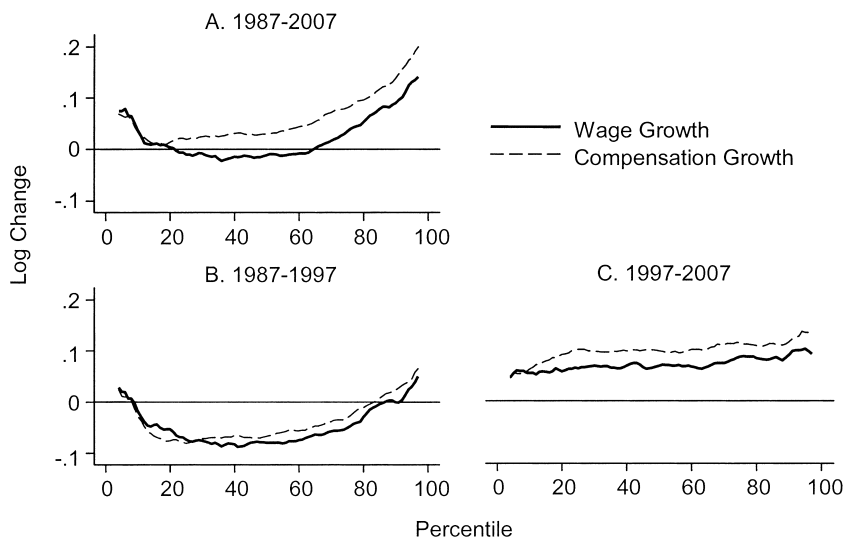 A. 1987-2007
.2
.1
0
-.1
0 20 40 60 80 100
Wage Growth
Compensation Growth
Log Change
B. 1987-1997
.2
.1
0
-.1
0 20 40 60 80 100
C. 1997-2007
0 20 40 60 80 100
Percentile